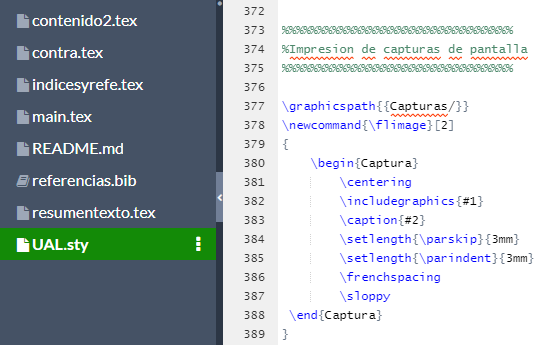 contenido2.tex
contra.tex
indicesyrefe.tex
main.tex
README.md
referencias.bib
resumentexto.tex
UAL.sty
372
373 %%%%%%%%%%%%%%%%%%%%%%%%%%%%%
374 %Impresion de capturas de pantalla
375 %%%%%%%%%%%%%%%%%%%%%%%%%%%%%
376
377 \graphicspath{{Capturas/}}
378 \newcommand{\flimage}[2]
379 {
380 \begin{Captura}
381 \centering
382 \includegraphics{#1}
383 \caption{#2}
384 \setlength{\parskip}{3mm}
385 \setlength{\parindent}{3mm}
386 \frenchspacing
387 \sloppy
388 \end{Captura}
389 }